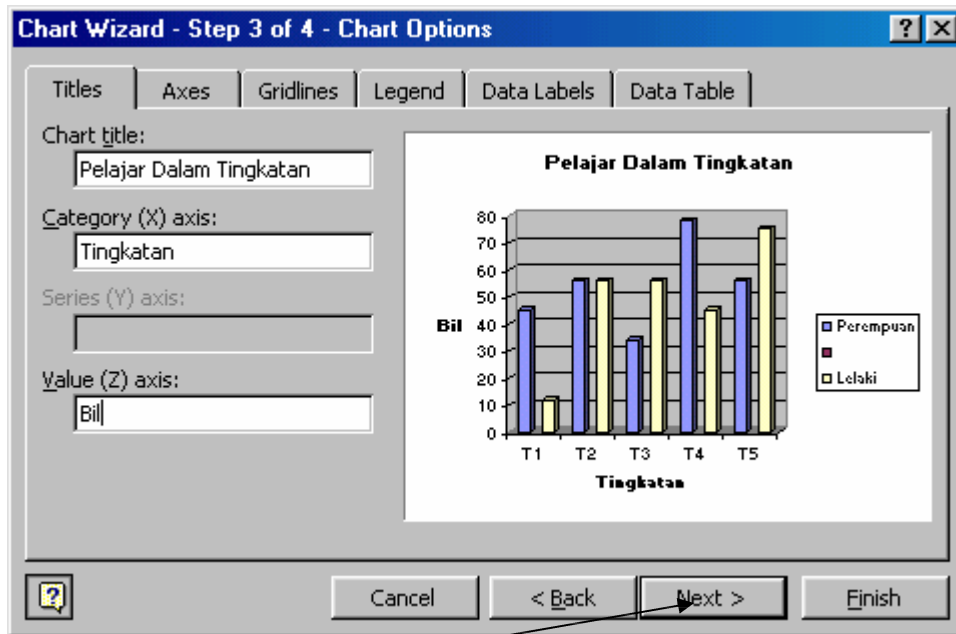 Chart Wizard - Step 3 of 4 - Chart Options
Titles
Axes
Gridlines
Legend
Data Labels
Data Table
Chart title:
Pelajar Dalam Tingkatan
Category (X) axis:
Tingkatan
Series (Y) axis:
Value (Z) axis:
Bil
Pelajar Dalam Tingkatan
80
70
60
50
40
30
20
10
0
Bil
T1 T2 T3 T4 T5
Tingkatan
Perempuan
Lelaki
Cancel
< Back
Next >
Finish